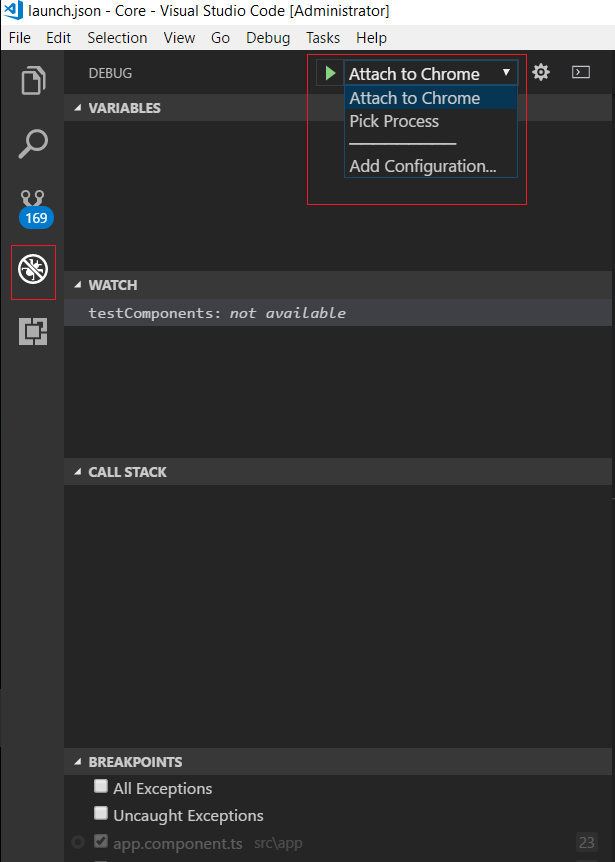 launch.json - Core - Visual Studio Code [Administrator]
File Edit Selection View Go Debug Tasks Help
DEBUG
Attach to Chrome
Attach to Chrome
Pick Process
Add Configuration...
VARIABLES
169
WATCH
testComponents: not available
CALL STACK
BREAKPOINTS
All Exceptions
Uncaught Exceptions
app.component.ts src\app 23